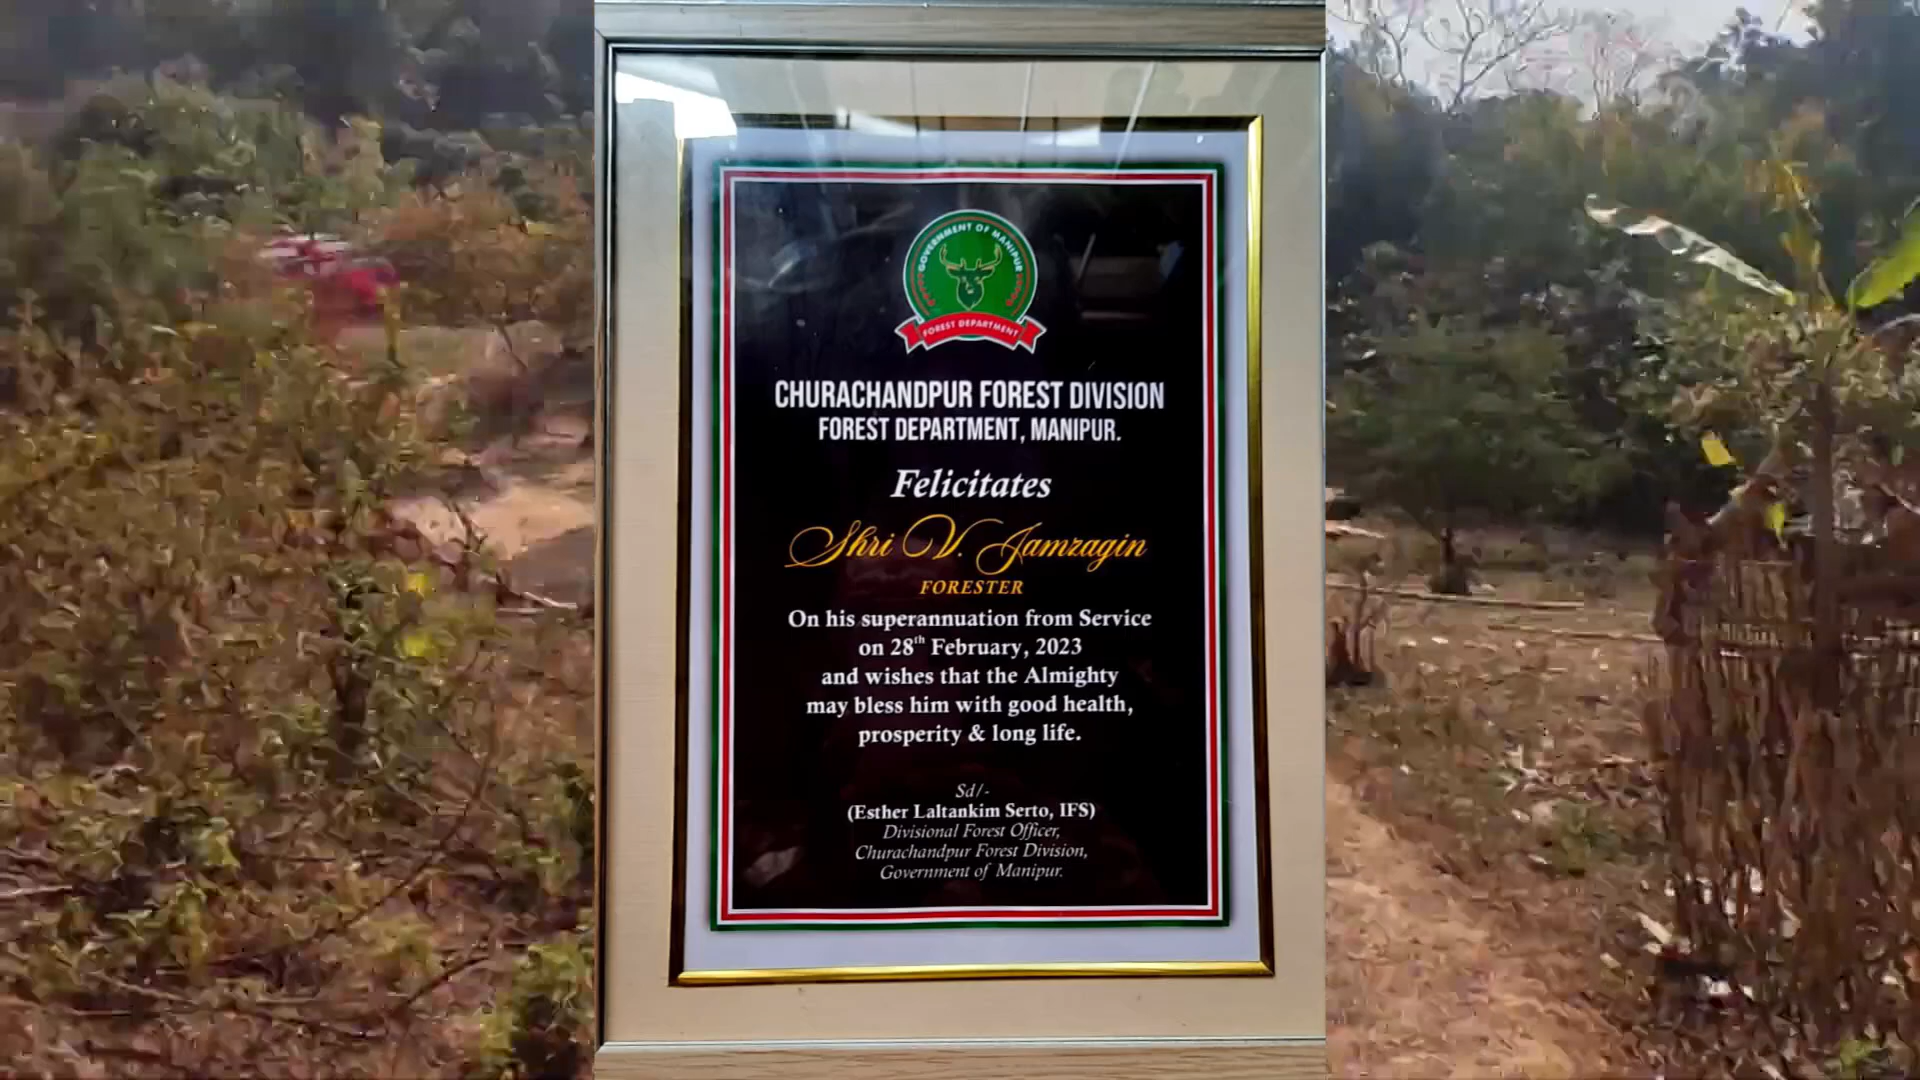 GOVERNMENT OF MANIPUR
FOREST DEPARTMENT
CHURACHANDPUR FOREST DIVISION
FOREST DEPARTMENT, MANIPUR.
Felicitates
Shri V. Jamzagin
FORESTER
On his superannuation from Service
on 28th February, 2023
and wishes that the Almighty
may bless him with good health,
prosperity & long life.
Sd/-
(Esther Laltankim Serto, IFS)
Divisional Forest Officer,
Churachandpur Forest Division,
Government of Manipur.